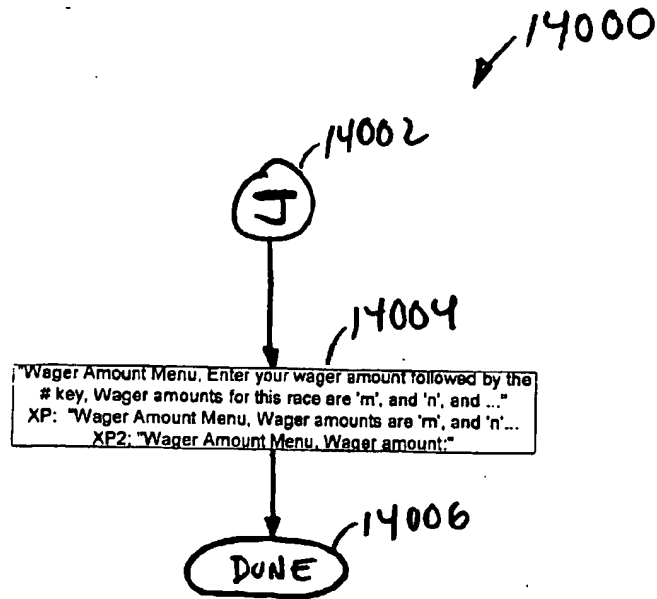 14000
14002
J
14004
"Wager Amount Menu, Enter your wager amount followed by the
# key, Wager amounts for this race are 'm', and 'n', and ..."
XP: "Wager Amount Menu, Wager amounts are 'm', and 'n'...
XP2; "Wager Amount Menu, Wager amount:"
14006
DONE